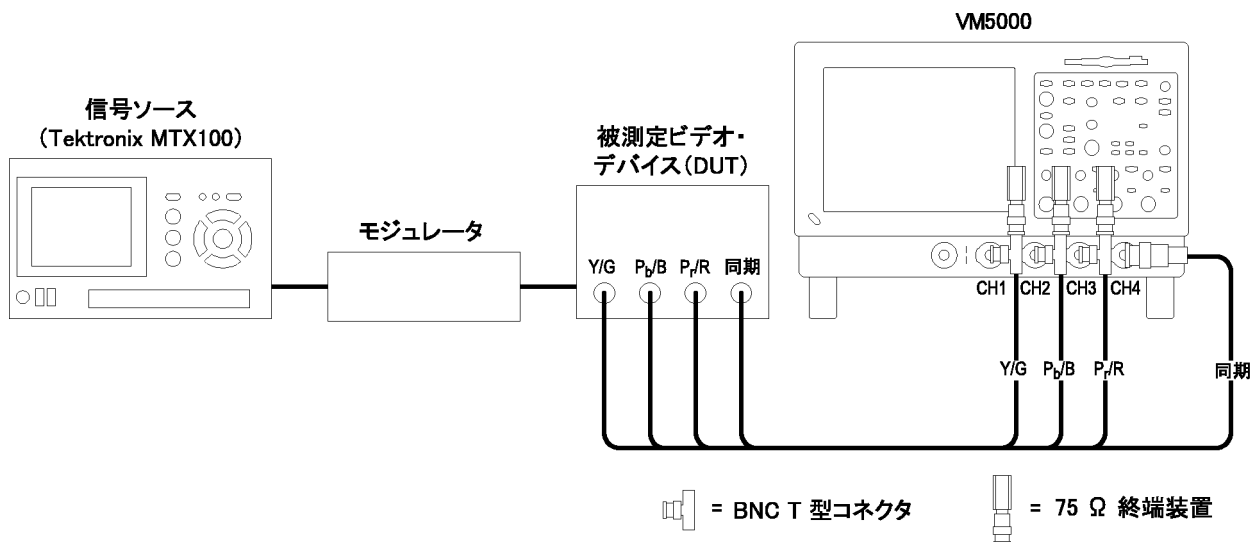 VM5000
信号ソース
(Tektronix MTX100)
被測定ビデオ・
デバイス(DUT)
モジュレータ
Y/G Pb/B Pr/R 同期
CH1 CH2 CH3 CH4
Y/G Pb/B Pr/R 同期
= BNC T 型コネクタ
= 75 Ω 終端装置